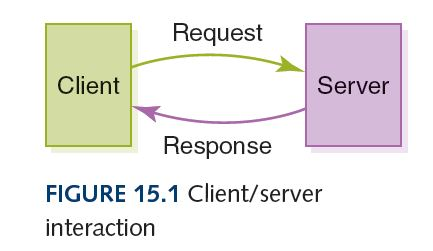 Request
Client
Server
Response
FIGURE 15.1 Client/server
interaction